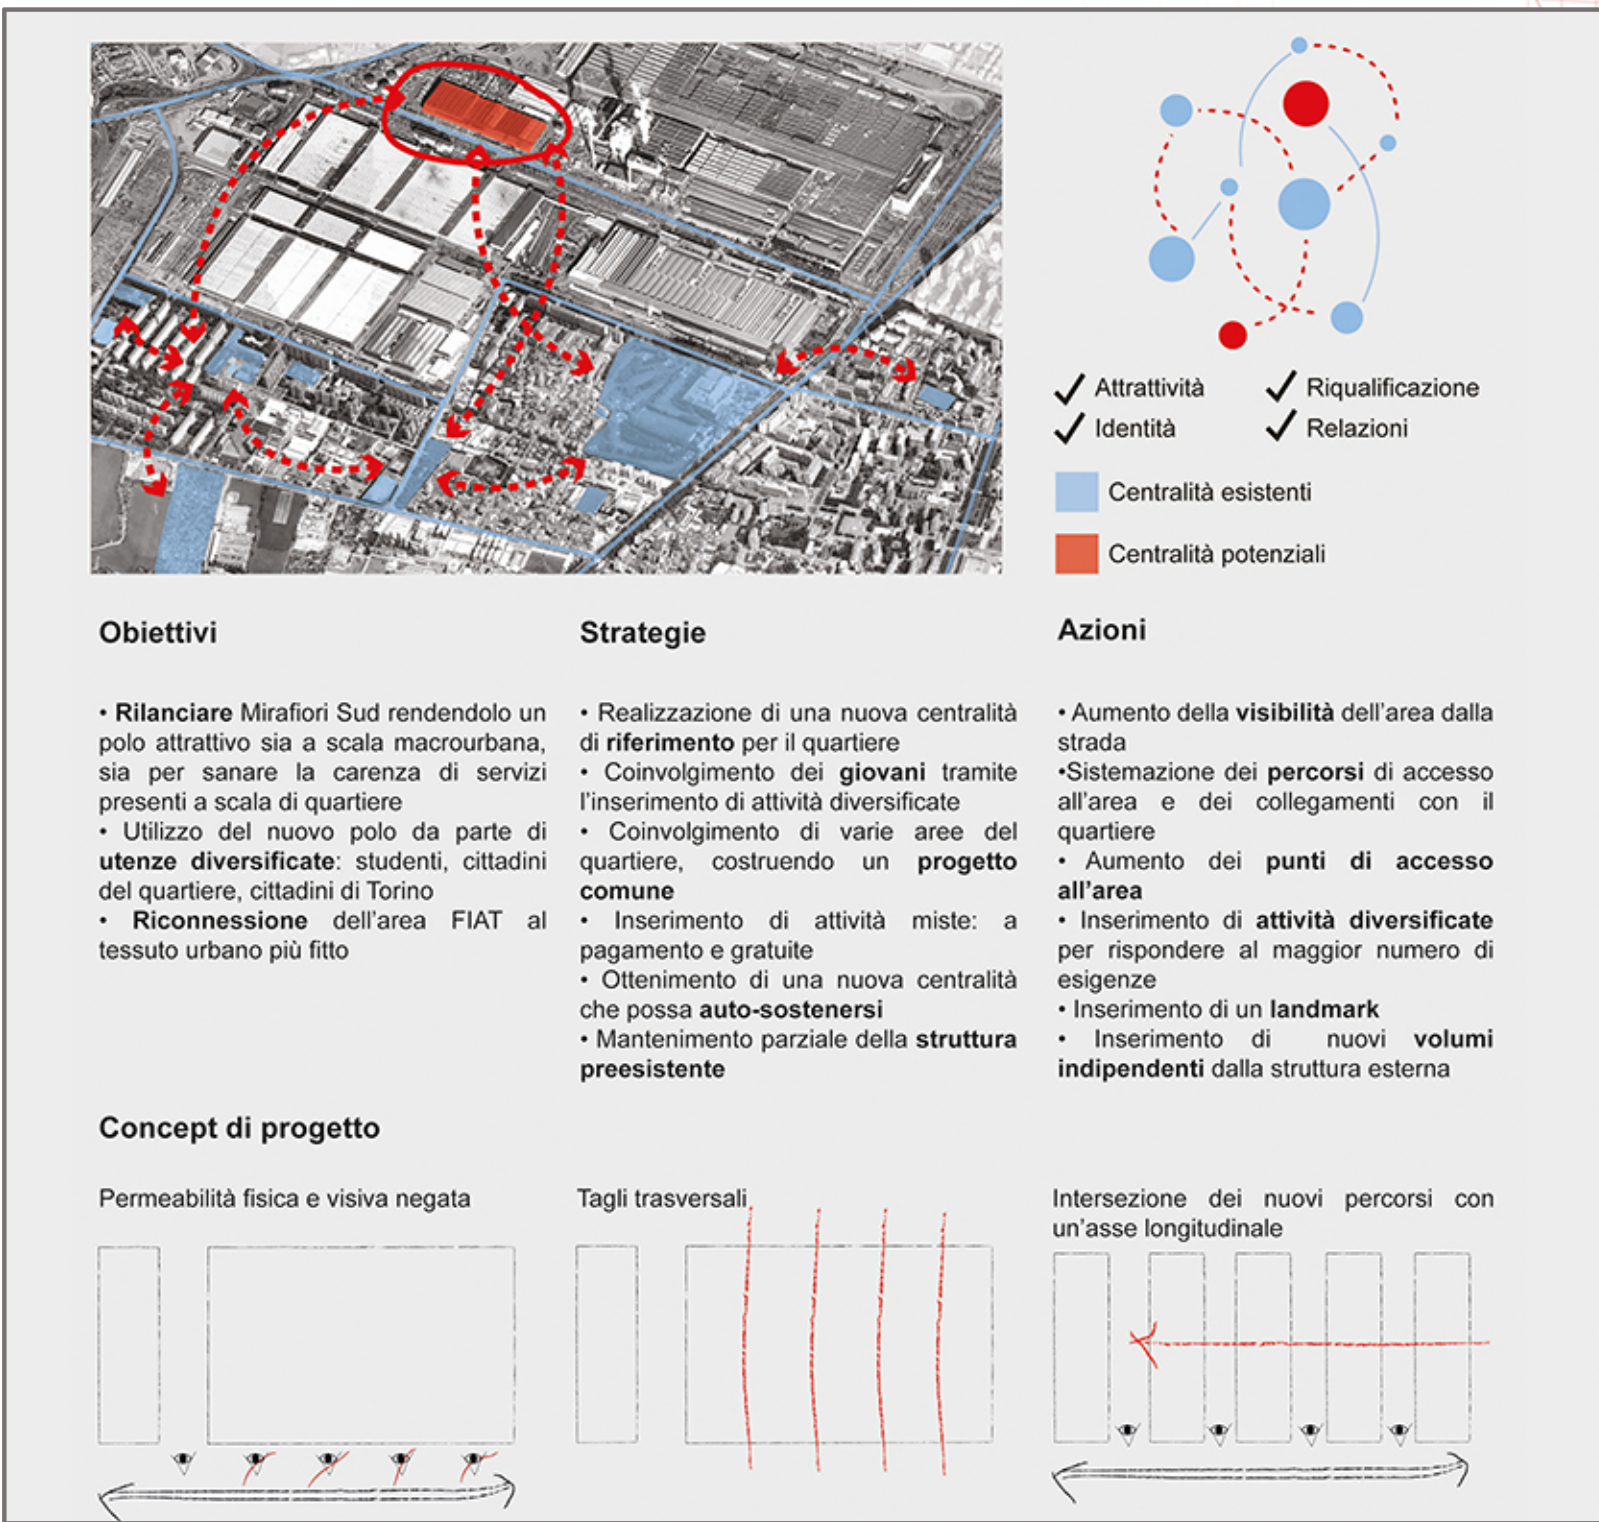 ✓ Attrattività
✓ Riqualificazione
✓ Identità
✓ Relazioni
Centralità esistenti
Centralità potenziali
Obiettivi
• Rilanciare Mirafiori Sud rendendolo un
polo attrattivo sia a scala macrourbana,
sia per sanare la carenza di servizi
presenti a scala di quartiere
• Utilizzo del nuovo polo da parte di
utenze diversificate: studenti, cittadini
del quartiere, cittadini di Torino
• Riconnessione dell'area FIAT al
tessuto urbano più fitto
Strategie
• Realizzazione di una nuova centralità
di riferimento per il quartiere
• Coinvolgimento dei giovani tramite
l'inserimento di attività diversificate
• Coinvolgimento di varie aree del
quartiere, costruendo un progetto
comune
• Inserimento di attività miste: a
pagamento e gratuite
• Ottenimento di una nuova centralità
che possa auto-sostenersi
• Mantenimento parziale della struttura
preesistente
Azioni
• Aumento della visibilità dell'area dalla
strada
•Sistemazione dei percorsi di accesso
all'area e dei collegamenti con il
quartiere
• Aumento dei punti di accesso
all'area
• Inserimento di attività diversificate
per rispondere al maggior numero di
esigenze
• Inserimento di un landmark
• Inserimento di nuovi volumi
indipendenti dalla struttura esterna
Concept di progetto
Permeabilità fisica e visiva negata
Tagli trasversali
Intersezione dei nuovi percorsi con
un'asse longitudinale